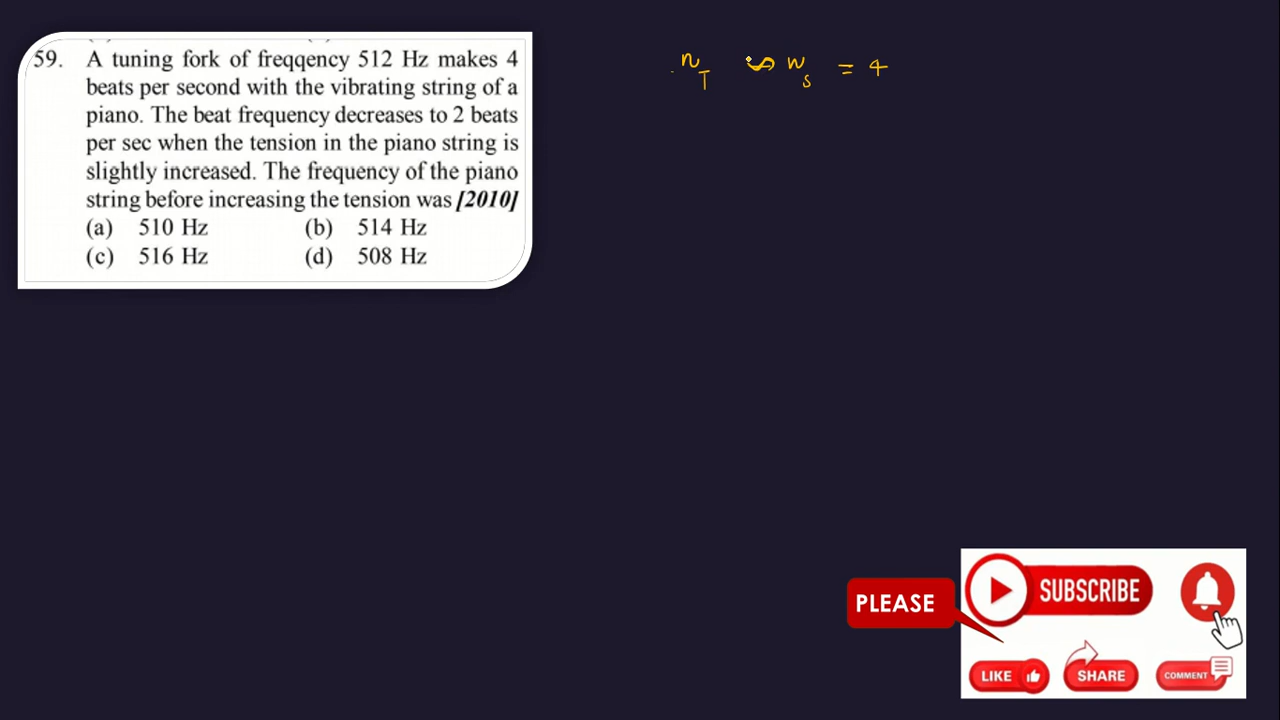 59. A tuning fork of freqqency 512 Hz makes 4
beats per second with the vibrating string of a
piano. The beat frequency decreases to 2 beats
per sec when the tension in the piano string is
slightly increased. The frequency of the piano
string before increasing the tension was [2010]
(a) 510 Hz (b) 514 Hz
(c) 516 Hz (d) 508 Hz
n_T ∽ n_s = 4
PLEASE
SUBSCRIBE
LIKE SHARE COMMENT